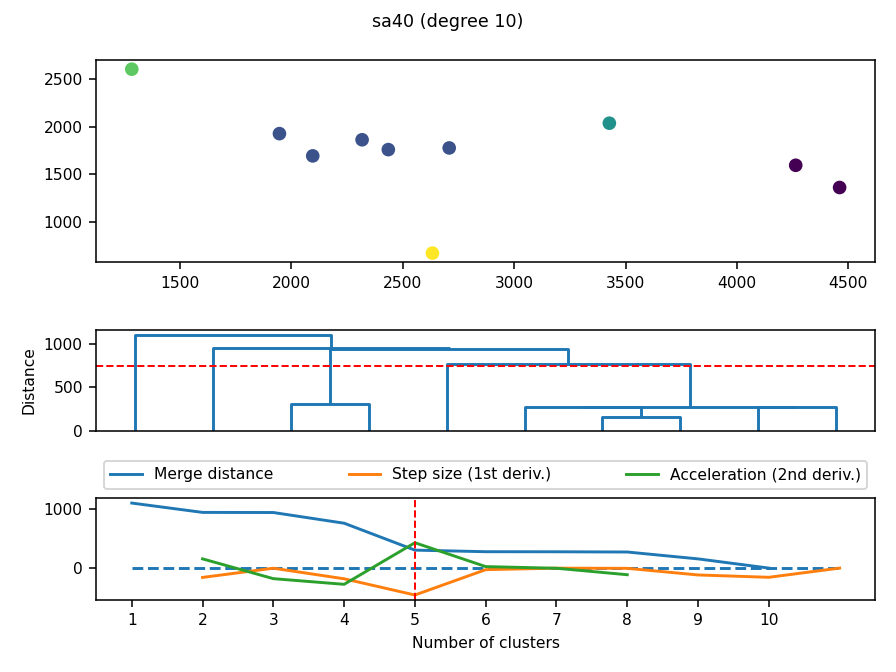 sa40 (degree 10)
2500
2000
1500
1000
1500 2000 2500 3000 3500 4000 4500
Distance
1000
500
0
Merge distance Step size (1st deriv.) Acceleration (2nd deriv.)
1000
0
1 2 3 4 5 6 7 8 9 10
Number of clusters